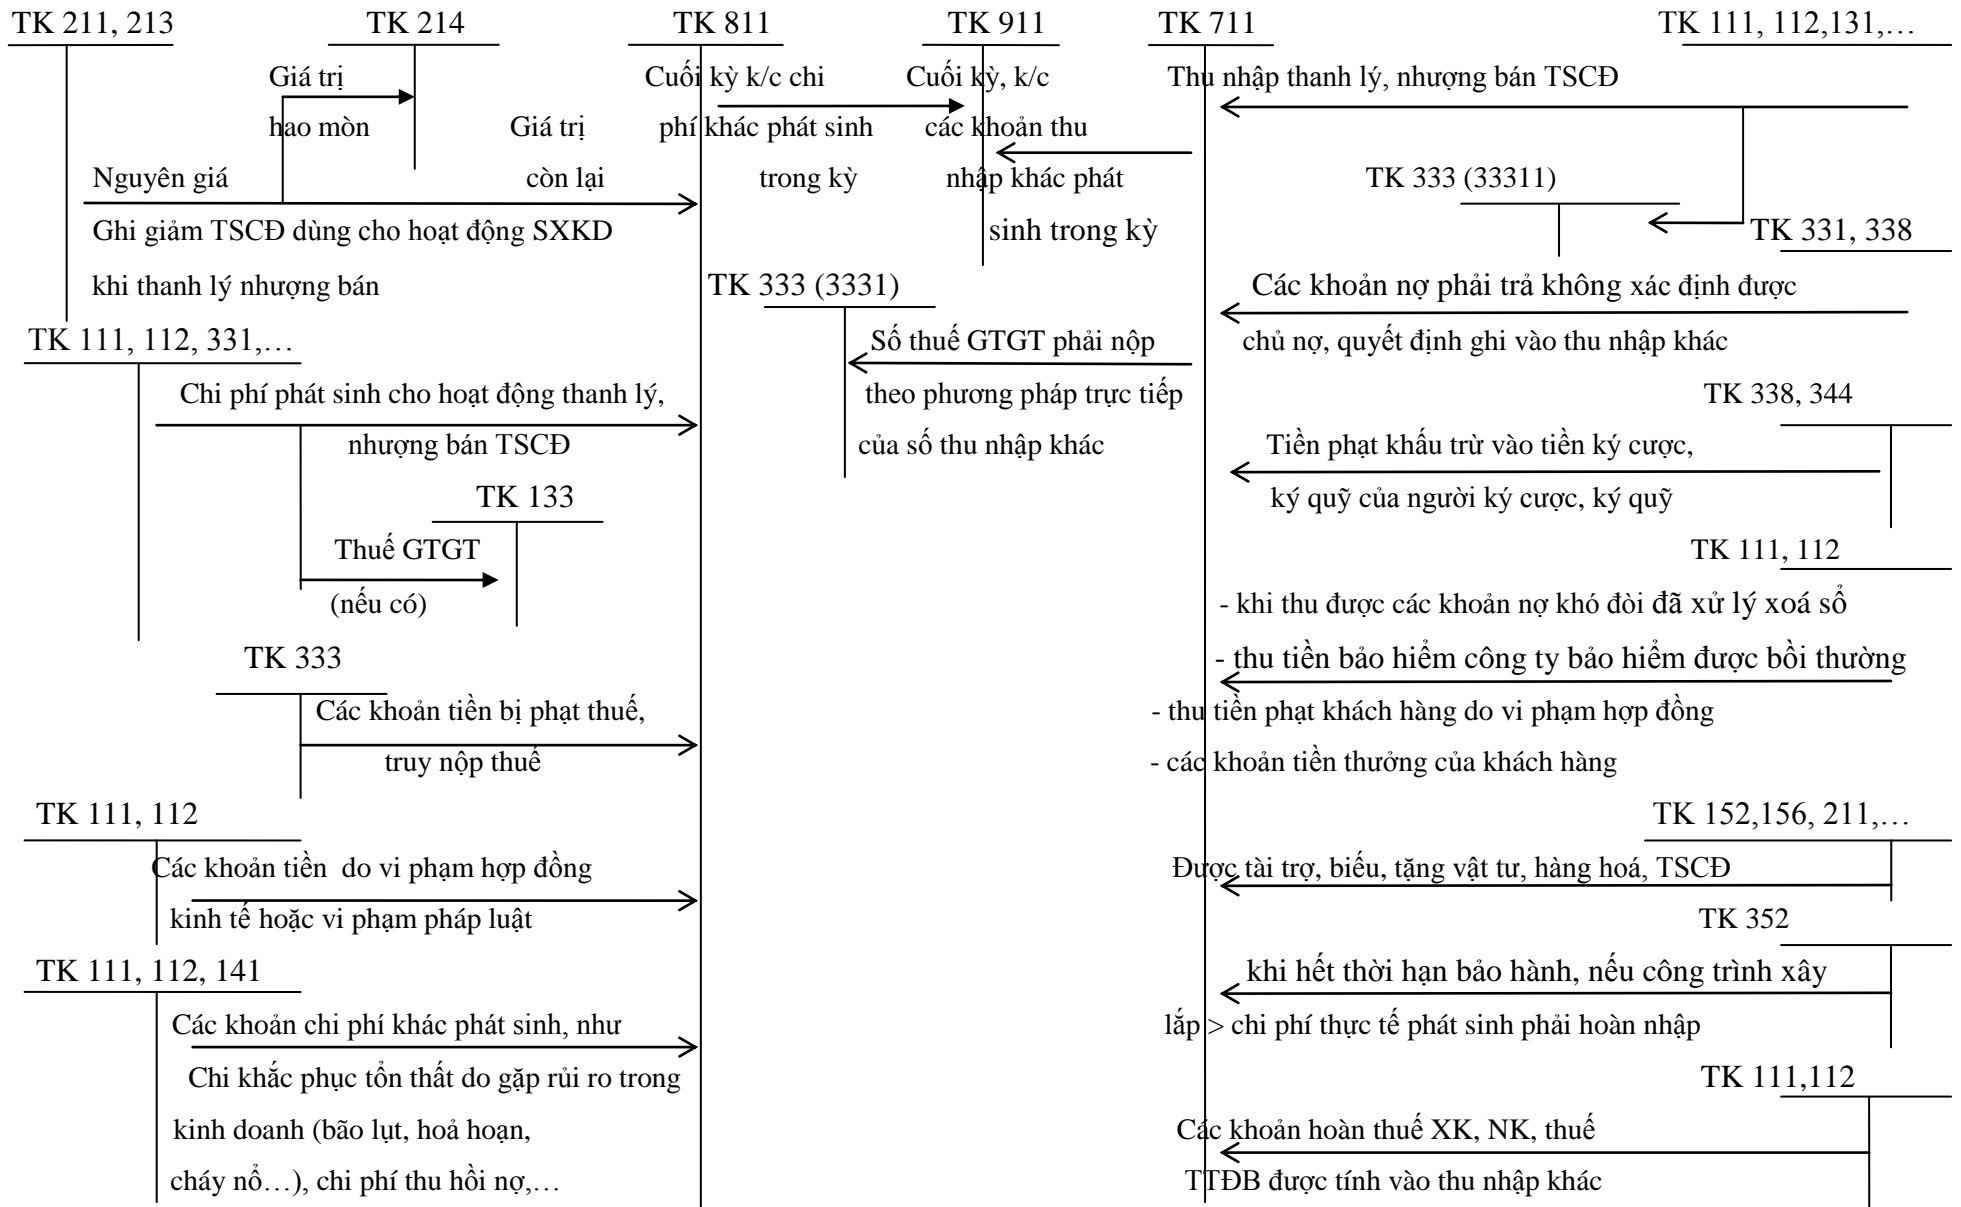 TK 211, 213
TK 214
TK 811
TK 911
TK 711
TK 111, 112,131,…
Giá trị
hao mòn
Giá trị
còn lại
Nguyên giá
Ghi giảm TSCĐ dùng cho hoạt động SXKD
khi thanh lý nhượng bán
Cuối kỳ k/c chi
phí khác phát sinh
trong kỳ
Cuối kỳ, k/c
các khoản thu
nhập khác phát
sinh trong kỳ
Thu nhập thanh lý, nhượng bán TSCĐ
TK 333 (33311)
TK 331, 338
Các khoản nợ phải trả không xác định được
chủ nợ, quyết định ghi vào thu nhập khác
TK 333 (3331)
Số thuế GTGT phải nộp
theo phương pháp trực tiếp
của số thu nhập khác
TK 111, 112, 331,…
Chi phí phát sinh cho hoạt động thanh lý,
nhượng bán TSCĐ
TK 133
Thuế GTGT
(nếu có)
TK 338, 344
Tiền phạt khấu trừ vào tiền ký cược,
ký quỹ của người ký cược, ký quỹ
TK 111, 112
- khi thu được các khoản nợ khó đòi đã xử lý xoá sổ
- thu tiền bảo hiểm công ty bảo hiểm được bồi thường
- thu tiền phạt khách hàng do vi phạm hợp đồng
- các khoản tiền thưởng của khách hàng
TK 333
Các khoản tiền bị phạt thuế,
truy nộp thuế
TK 111, 112
Các khoản tiền do vi phạm hợp đồng
kinh tế hoặc vi phạm pháp luật
TK 152,156, 211,…
Được tài trợ, biếu, tặng vật tư, hàng hoá, TSCĐ
TK 352
khi hết thời hạn bảo hành, nếu công trình xây
lắp > chi phí thực tế phát sinh phải hoàn nhập
TK 111, 112, 141
Các khoản chi phí khác phát sinh, như
Chi khắc phục tổn thất do gặp rủi ro trong
kinh doanh (bão lụt, hoả hoạn,
cháy nổ…), chi phí thu hồi nợ,…
TK 111,112
Các khoản hoàn thuế XK, NK, thuế
TTĐB được tính vào thu nhập khác